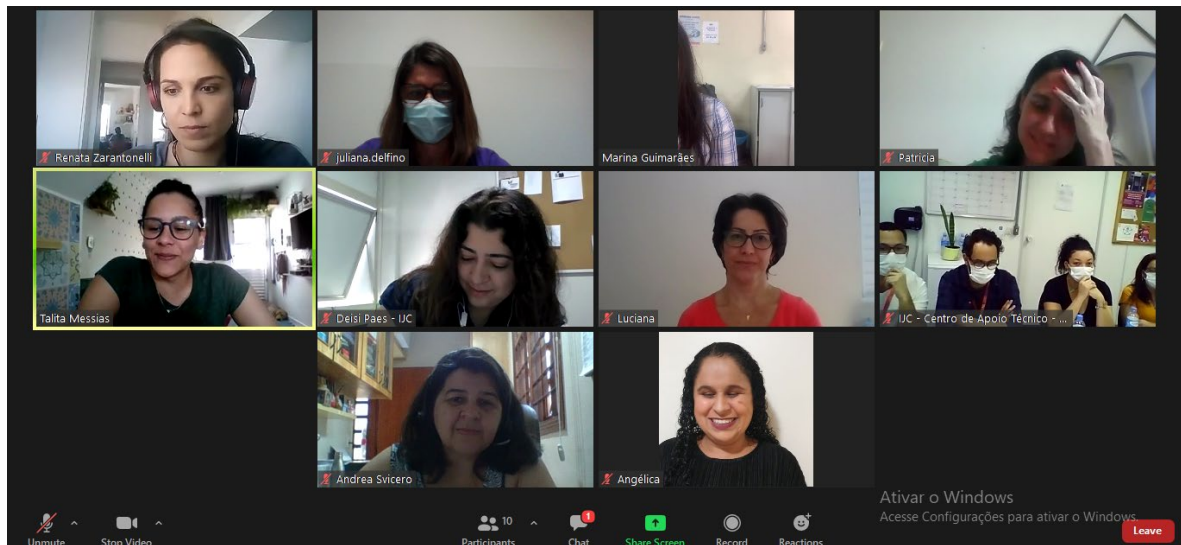 Renata Zarantonelli
juliana.delfino
Marina Guimarães
Patricia
Talita Messias
Deisi Paes - IJC
Luciana
IJC - Centro de Apoio Técnico - ...
Andrea Svicero
Angélica
Ativar o Windows
Acesse Configurações para ativar o Windows.
Unmute
Stop Video
10
Participants
1
Chat
Share Screen
Record
Reactions
Leave